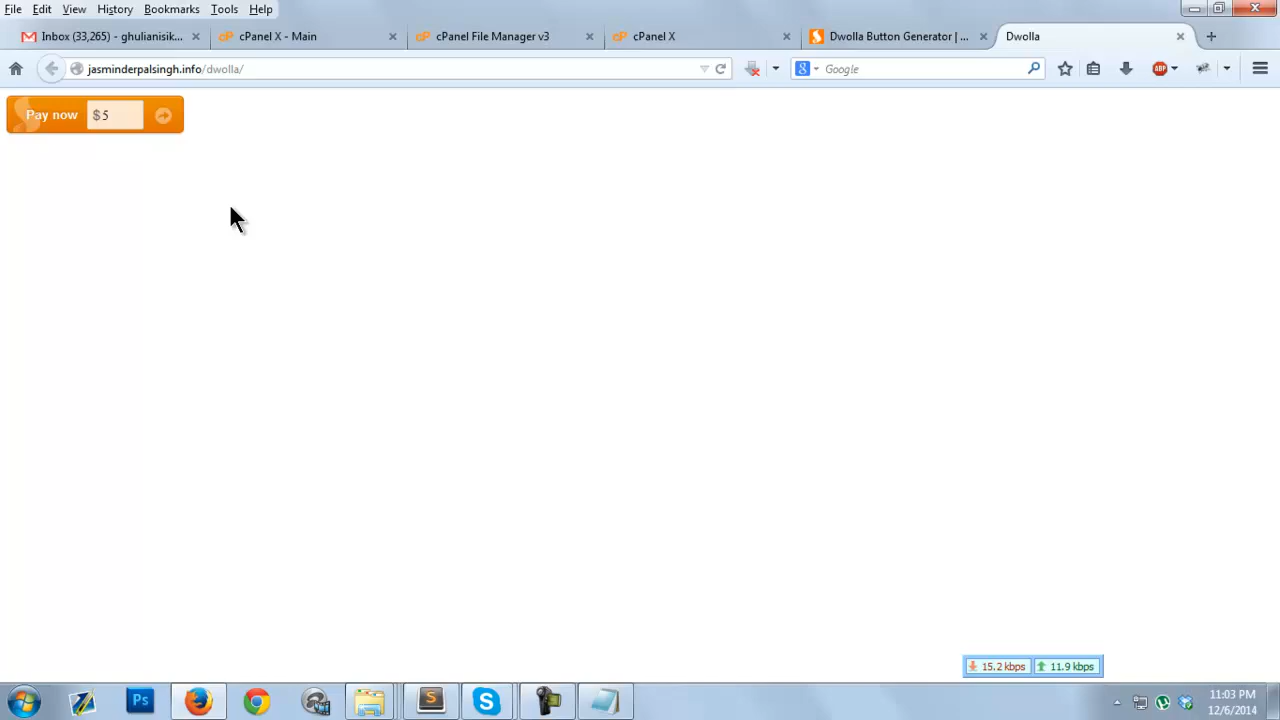 File Edit View History Bookmarks Tools Help
Inbox (33,265) - ghulianisik... cPanel X - Main cPanel File Manager v3 cPanel X Dwolla Button Generator | ... Dwolla
jasminderpalsingh.info/dwolla/ Google ABP
Pay now $ 5
15.2 kbps 11.9 kbps
Ps S 11:03 PM
12/6/2014